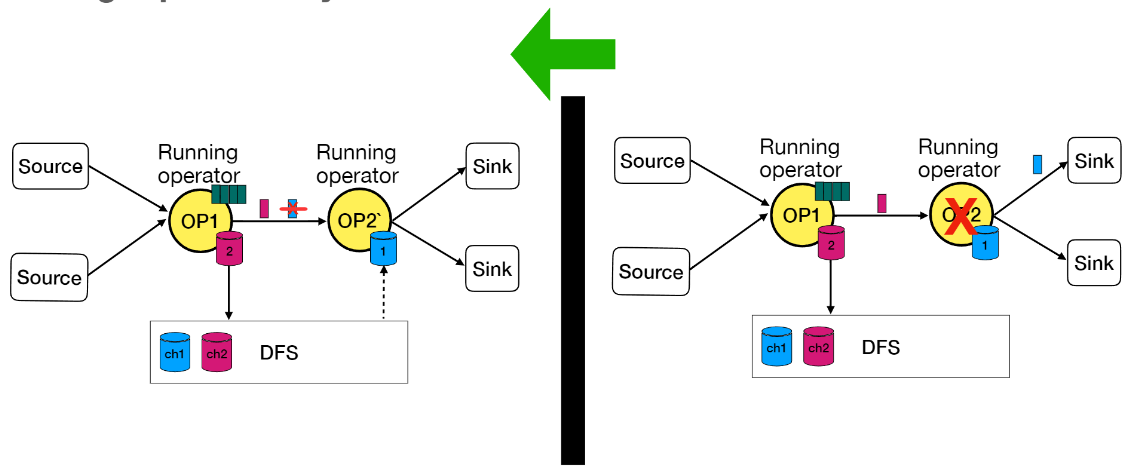 Running
operator
Running
operator
Source
Sink
OP1
OP2`
2
1
Source
Sink
ch1
ch2
DFS
Running
operator
Running
operator
Source
Sink
OP1
OP2
2
1
Source
Sink
ch1
ch2
DFS